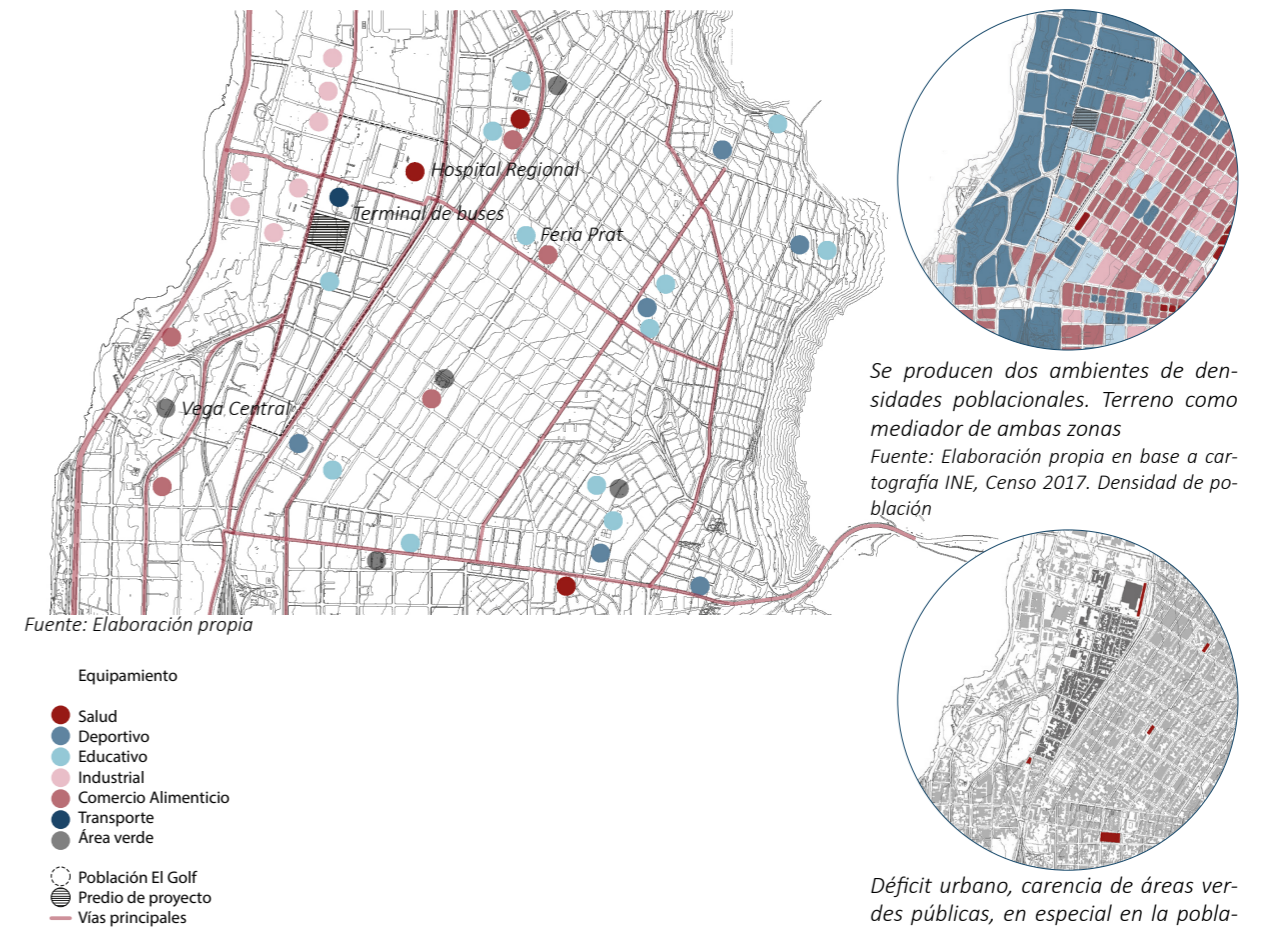 Hospital Regional
Terminal de buses
Feria Prat
Vega Central
Fuente: Elaboración propia
Equipamiento
Salud
Deportivo
Educativo
Industrial
Comercio Alimenticio
Transporte
Área verde
Población El Golf
Predio de proyecto
Vías principales
Se producen dos ambientes de den-
sidades poblacionales. Terreno como
mediador de ambas zonas
Fuente: Elaboración propia en base a car-
tografía INE, Censo 2017. Densidad de po-
blación
Déficit urbano, carencia de áreas ver-
des públicas, en especial en la pobla-